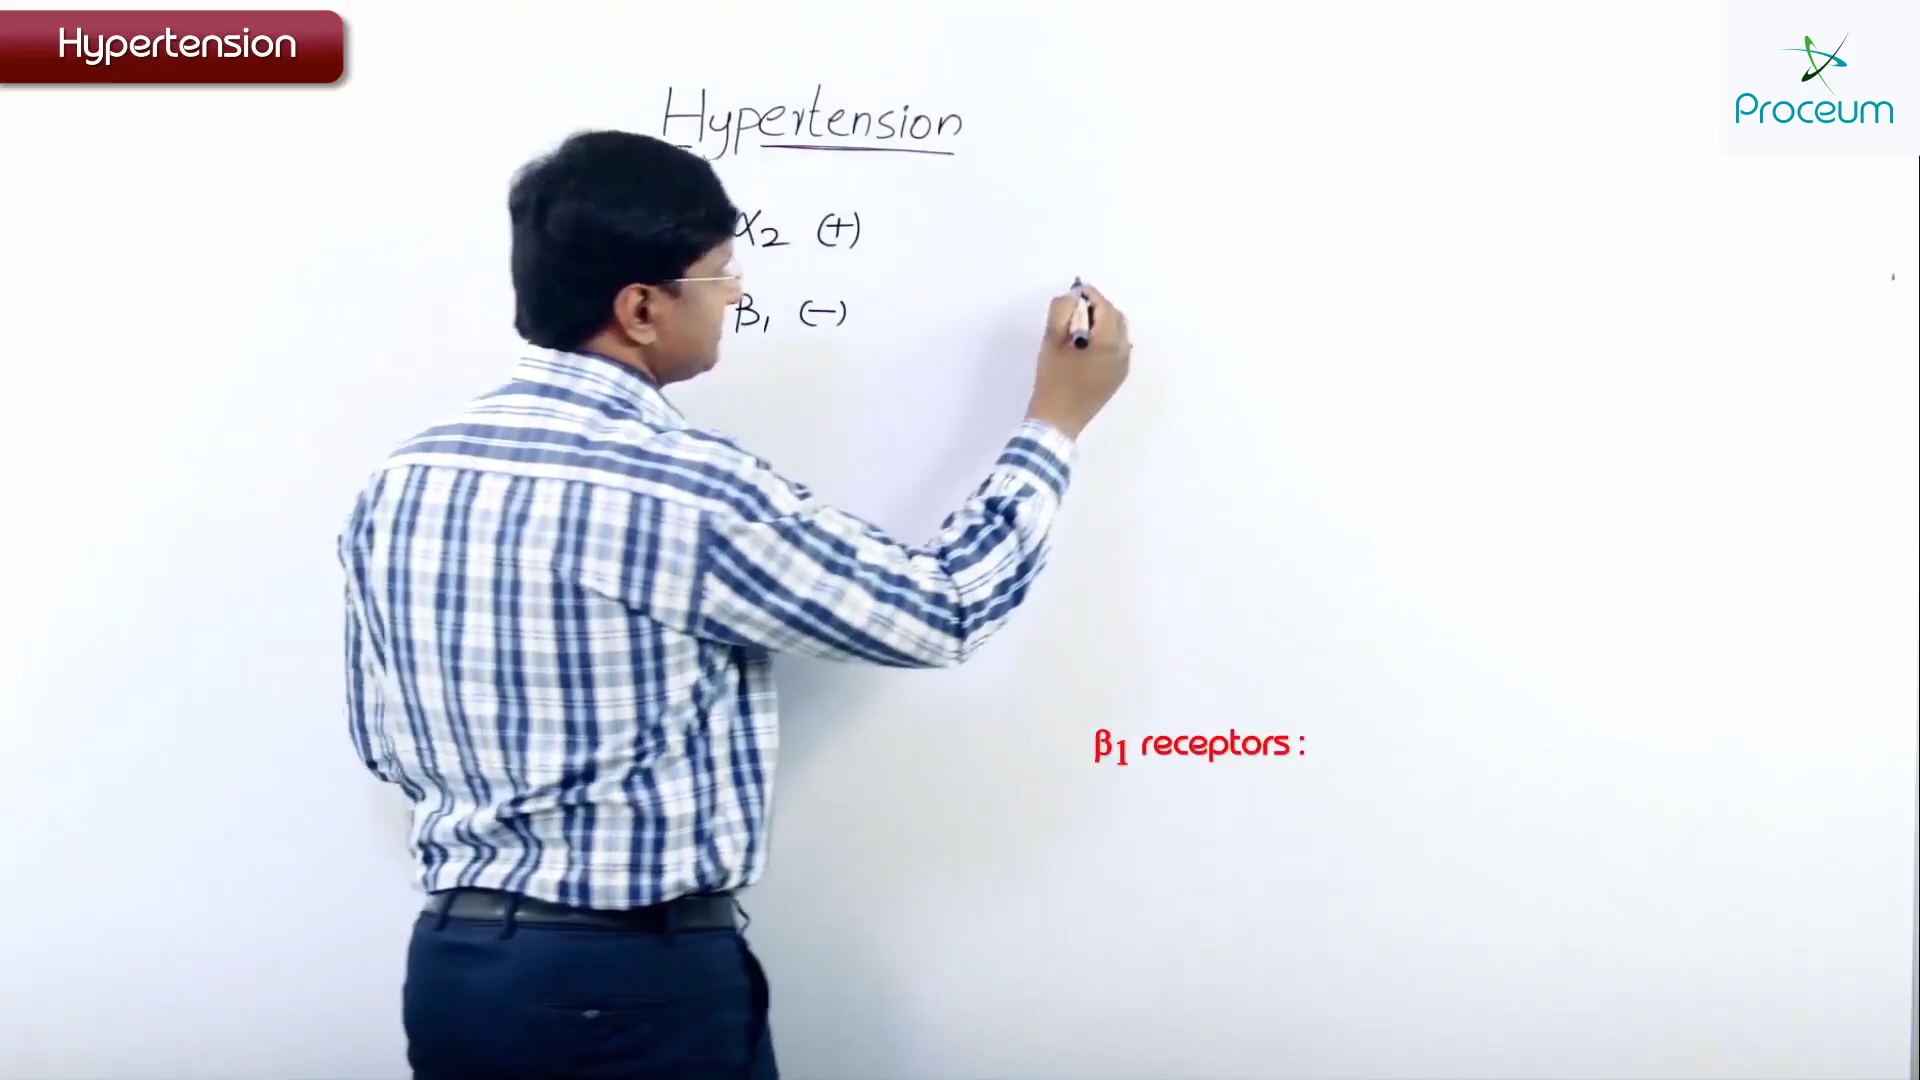 Hypertension
Proceum
Hypertension
α2 (+)
β1 (-)
β1 receptors :